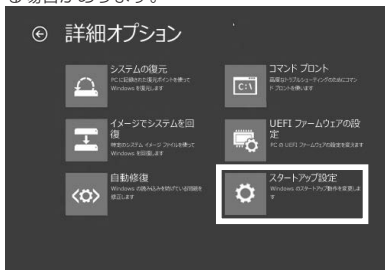 る場合があります。
詳細オプション
システムの復元
PC に記録された復元ポイントを使って
Windows を復元します
コマンド プロント
高度なトラブルシューティングのためにコマン
ド プロントを使います
C:\
イメージでシステムを回
復
特定のシステム イメージ ファイルを使って
Windows を回復します
UEFI ファームウェアの設
定
PC の UEFI ファームウェアの設定を変えます
自動修復
Windows の読み込みを妨げている問題を
修正します
スタートアップ設定
Windows のスタートアップ動作を変更しま
す